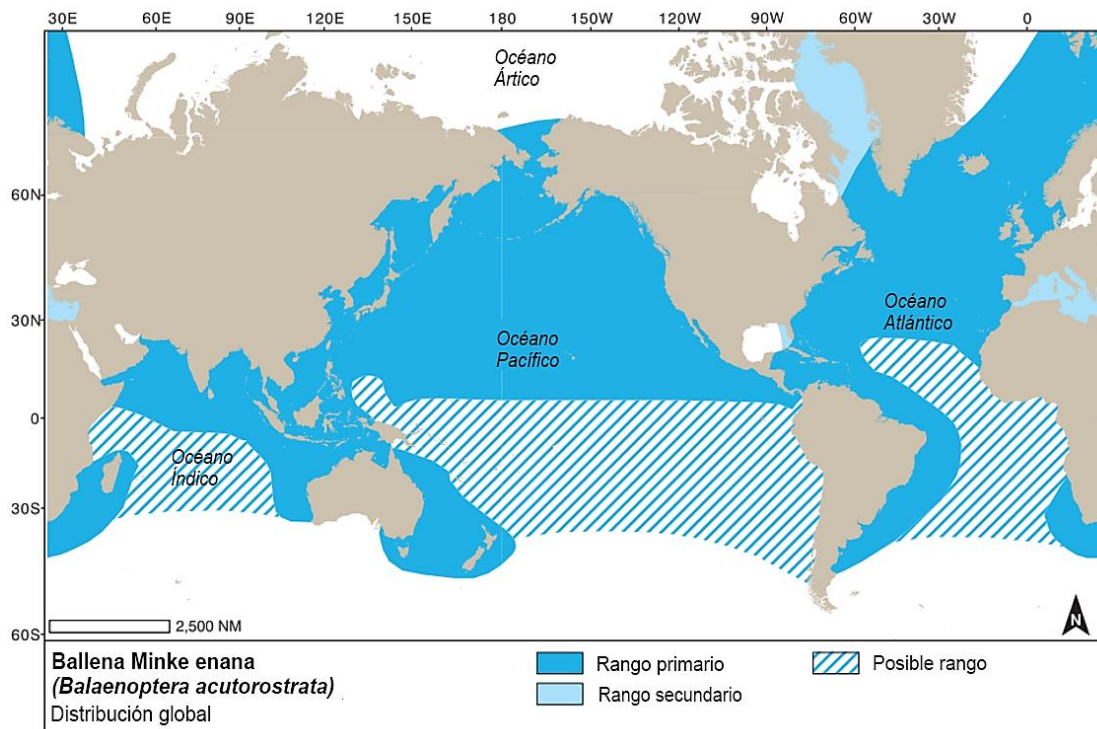 30E 60E 90E 120E 150E 180 150W 120W 90W 60W 30W 0
Océano
Ártico
60N
Océano
Atlántico
30N
Océano
Pacífico
0
Océano
Índico
30S
N
2,500 NM
60S
Ballena Minke enana
(Balaenoptera acutorostrata)
Distribución global
Rango primario
Rango secundario
Posible rango